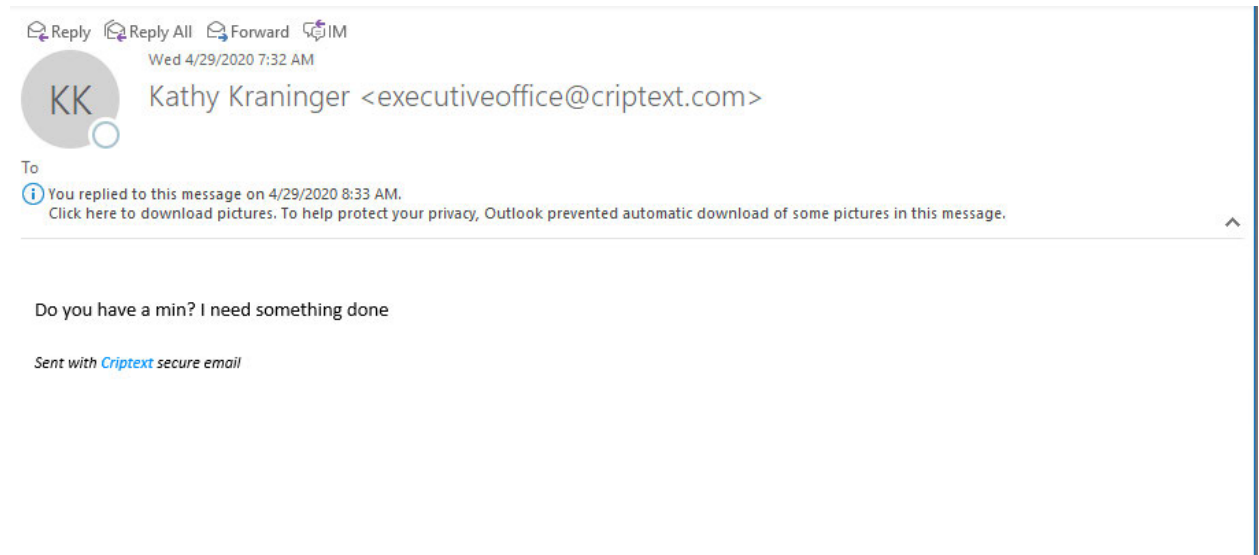 Reply Reply All Forward IM
Wed 4/29/2020 7:32 AM
KK
Kathy Kraninger <executiveoffice@criptext.com>
To
You replied to this message on 4/29/2020 8:33 AM.
Click here to download pictures. To help protect your privacy, Outlook prevented automatic download of some pictures in this message.
Do you have a min? I need something done
Sent with Criptext secure email